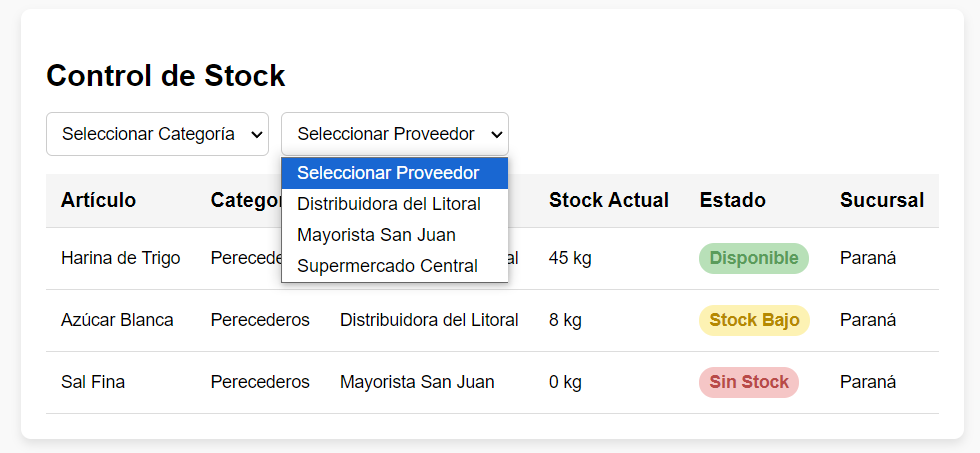 Control de Stock
Seleccionar Categoría Seleccionar Proveedor
Seleccionar Proveedor
Distribuidora del Litoral
Mayorista San Juan
Supermercado Central
Artículo Stock Actual Estado Sucursal
Harina de Trigo 45 kg Disponible Paraná
Azúcar Blanca Perecederos Distribuidora del Litoral 8 kg Stock Bajo Paraná
Sal Fina Perecederos Mayorista San Juan 0 kg Sin Stock Paraná